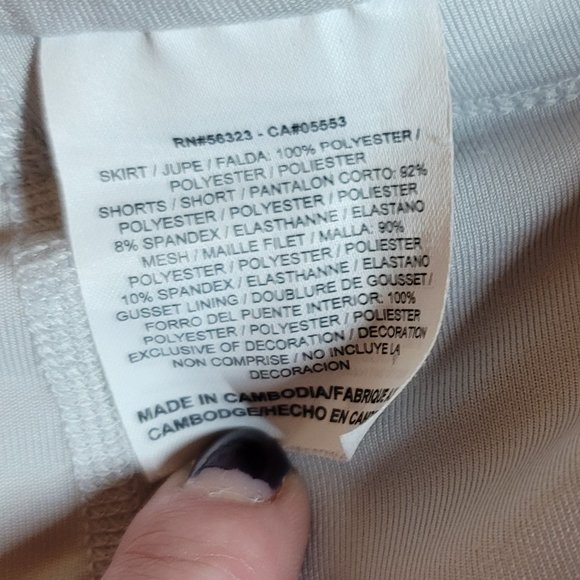 RN#56323 - CA#05553
SKIRT / JUPE / FALDA: 100% POLYESTER /
POLYESTER / POLIESTER
SHORTS / SHORT / PANTALON CORTO: 92%
POLYESTER / POLYESTER / POLIESTER
8% SPANDEX / ELASTHANNE / ELASTANO
MESH / MAILLE FILET / MALLA: 90%
POLYESTER / POLYESTER / POLIESTER
10% SPANDEX / ELASTHANNE / ELASTANO
GUSSET LINING / DOUBLURE DE GOUSSET /
FORRO DEL PUENTE INTERIOR: 100%
POLYESTER / POLYESTER / POLIESTER
EXCLUSIVE OF DECORATION / DECORATION
NON COMPRISE / NO INCLUYE LA
DECORACION
MADE IN CAMBODIA/FABRIQUE AU
CAMBODGE/HECHO EN